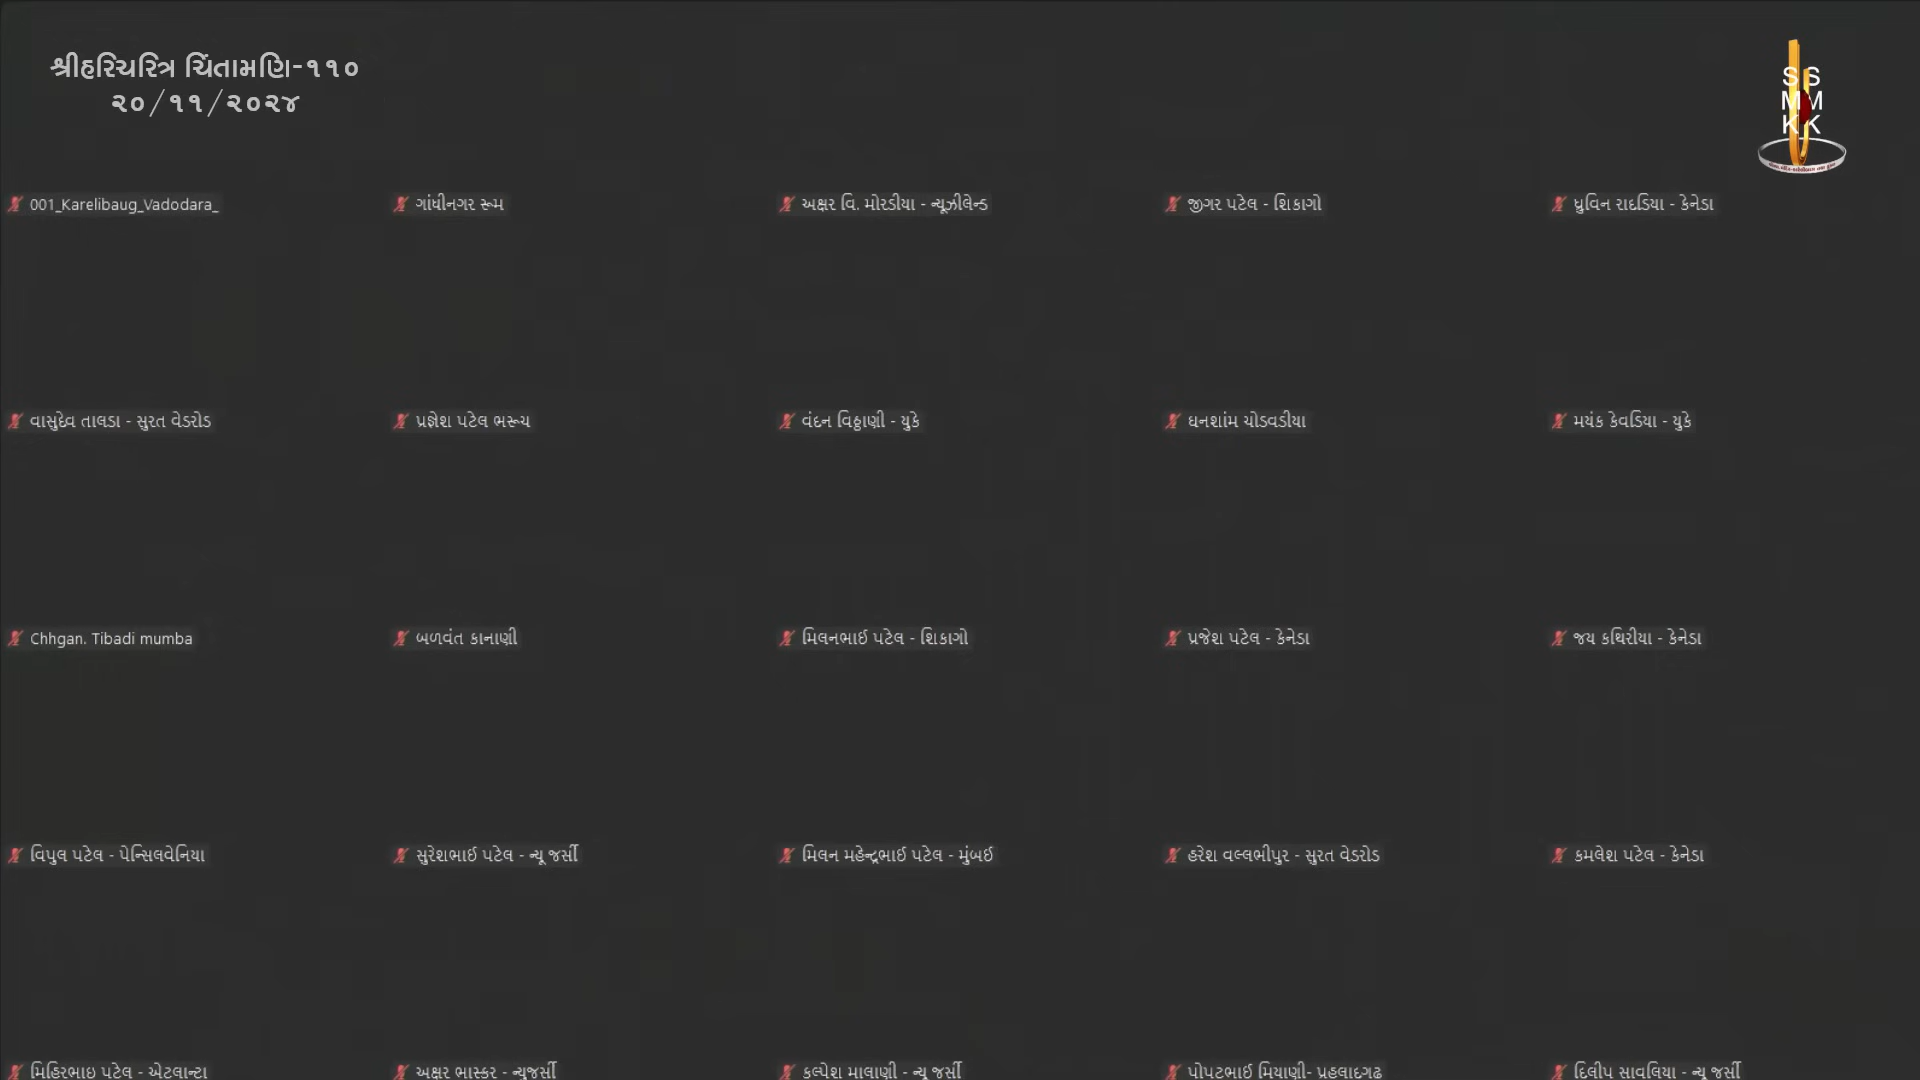 શ્રીહરિચરિત્ર ચિંતામણિ-૧૧૦
૨૦/૧૧/૨૦૨૪
S S
M M
K K
001_Karelibaug_Vadodara_
ગાંધીનગર રૂમ
અક્ષર વિ. મોરડીયા - ન્યૂઝીલેન્ડ
જીગર પટેલ - શિકાગો
ધ્રુવિન રાદડિયા - કેનેડા
વાસુદેવ તાલડા - સુરત વેડરોડ
પ્રજ્ઞેશ પટેલ ભરૂચ
વંદન વિઠ્ઠાણી - યુકે
ઘનશાંમ ચોડવડીયા
મયંક કેવડિયા - યુકે
Chhgan. Tibadi mumba
બળવંત કાનાણી
મિલનભાઈ પટેલ - શિકાગો
પ્રજેશ પટેલ - કેનેડા
જય કથિરીયા - કેનેડા
વિપુલ પટેલ - પેન્સિલવેનિયા
સુરેશભાઈ પટેલ - ન્યૂ જર્સી
મિલન મહેન્દ્રભાઈ પટેલ - મુંબઈ
હરેશ વલ્લભીપુર - સુરત વેડરોડ
કમલેશ પટેલ - કેનેડા
મિહિરભાઇ પટેલ - એટલાન્ટા
અક્ષર ભાસ્કર - ન્યુજર્સી
કલ્પેશ માલાણી - ન્યૂ જર્સી
પોપટભાઈ મિયાણી- પ્રહલાદગઢ
દિલીપ સાવલિયા - ન્યૂ જર્સી